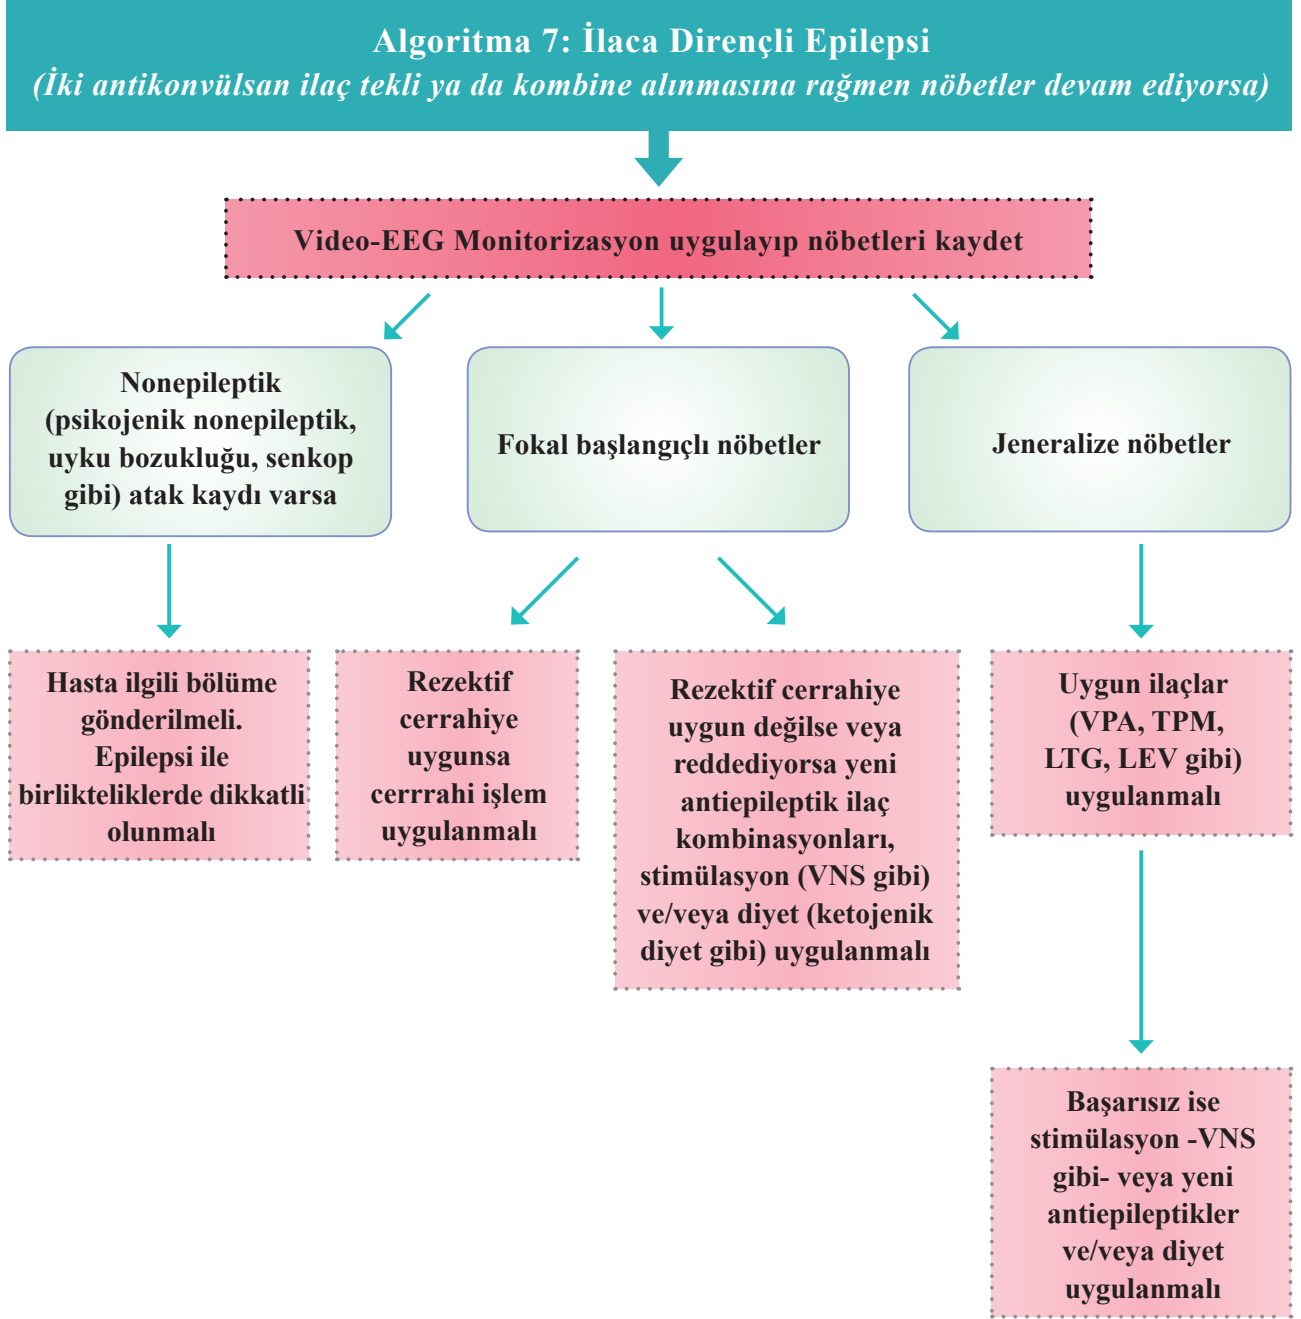 Algoritma 7: İlaca Dirençli Epilepsi
(İki antikonvülsan ilaç tekli ya da kombine alınmasına rağmen nöbetler devam ediyorsa)
Video-EEG Monitorizasyon uygulayıp nöbetleri kaydet
Nonepileptik
(psikojenik nonepileptik,
uyku bozukluğu, senkop
gibi) atak kaydı varsa
Fokal başlangıçlı nöbetler
Jeneralize nöbetler
Hasta ilgili bölüme
gönderilmeli.
Epilepsi ile
birlikteliklerde dikkatli
olunmalı
Rezektif
cerrahiye
uygunsa
cerrrahi işlem
uygulanmalı
Rezektif cerrahiye
uygun değilse veya
reddediyorsa yeni
antiepileptik ilaç
kombinasyonları,
stimülasyon (VNS gibi)
ve/veya diyet (ketojenik
diyet gibi) uygulanmalı
Uygun ilaçlar
(VPA, TPM,
LTG, LEV gibi)
uygulanmalı
Başarısız ise
stimülasyon -VNS
gibi- veya yeni
antiepileptikler
ve/veya diyet
uygulanmalı